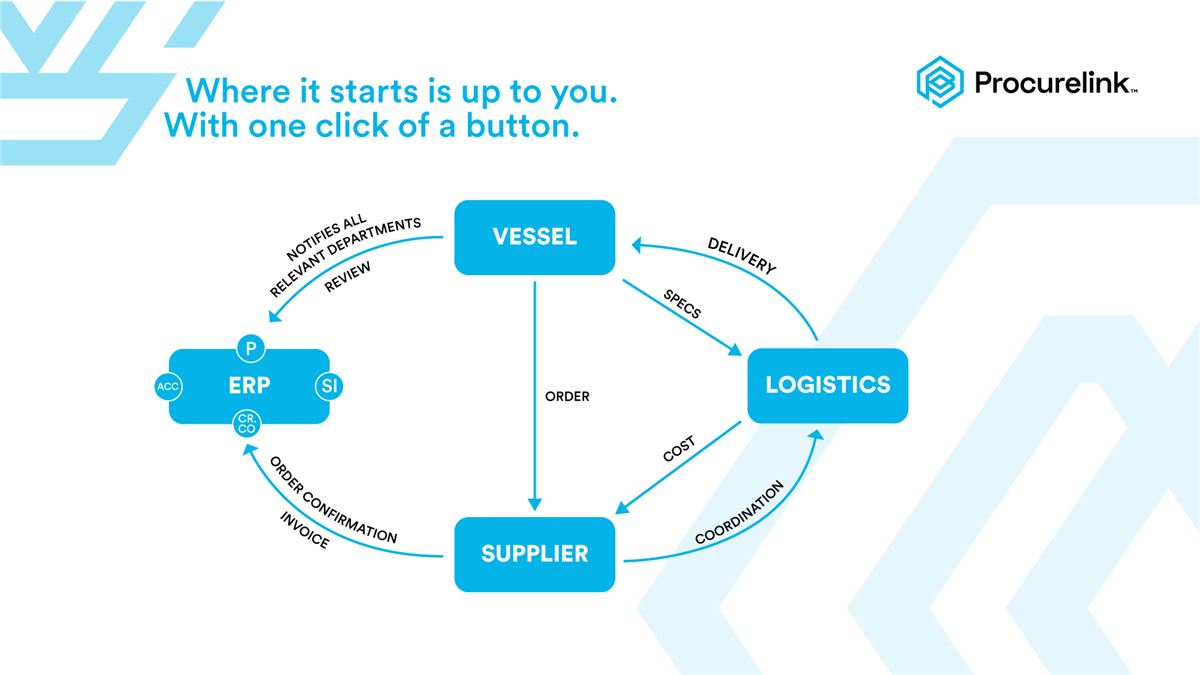 Where it starts is up to you.
With one click of a button.
Procurelink™
NOTIFIES ALL
RELEVANT DEPARTMENTS
REVIEW
VESSEL
DELIVERY
SPECS
P
ACC
ERP
SI
CR.
CO
ORDER
LOGISTICS
COST
ORDER CONFIRMATION
INVOICE
SUPPLIER
COORDINATION